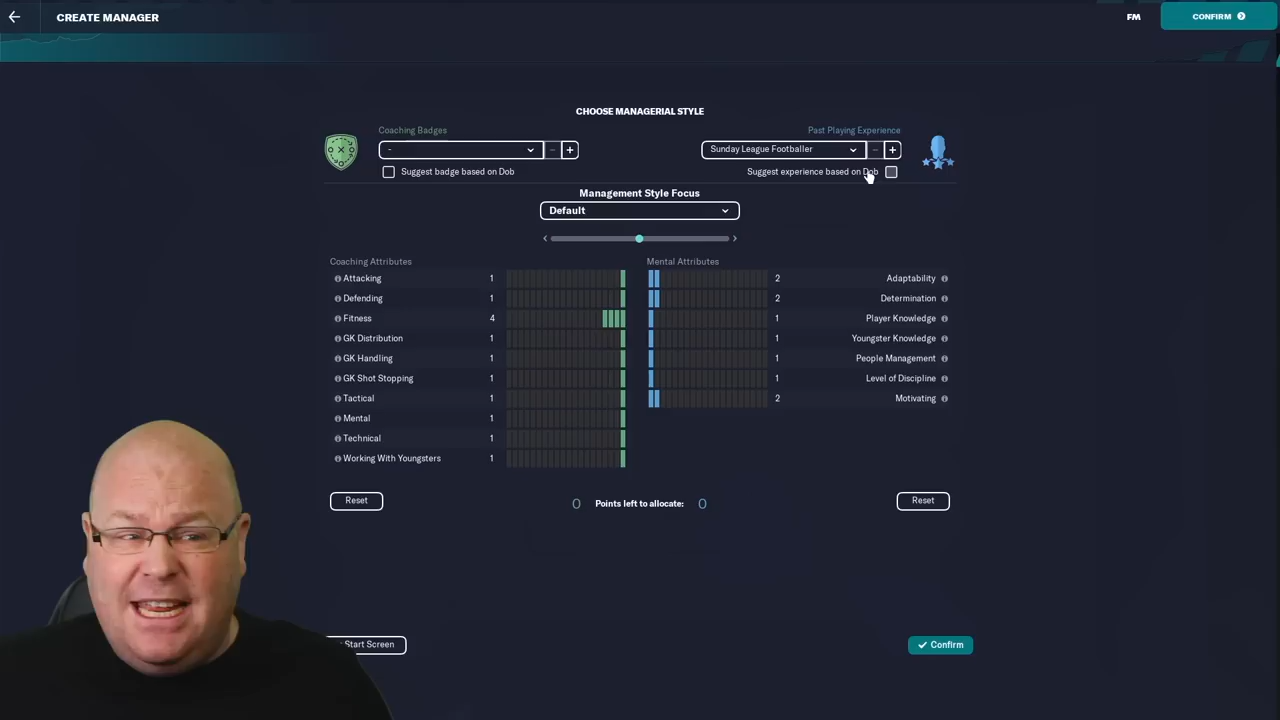 CREATE MANAGER
FM
CONFIRM
CHOOSE MANAGERIAL STYLE
Coaching Badges
Past Playing Experience
-
Sunday League Footballer
Suggest badge based on Dob
Suggest experience based on Dob
Management Style Focus
Default
Coaching Attributes
Mental Attributes
Attacking 1
2 Adaptability
Defending 1
2 Determination
Fitness 4
1 Player Knowledge
GK Distribution 1
1 Youngster Knowledge
GK Handling 1
1 People Management
GK Shot Stopping 1
1 Level of Discipline
Tactical 1
2 Motivating
Mental 1
Technical 1
Working With Youngsters 1
Reset
0 Points left to allocate: 0
Reset
Start Screen
Confirm